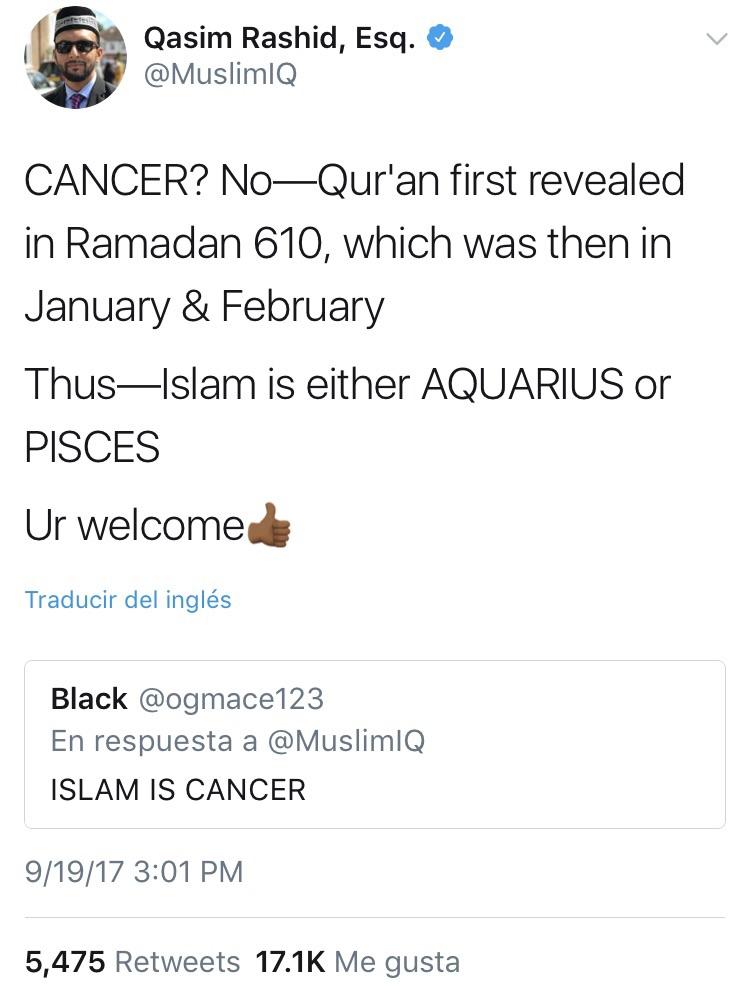 Qasim Rashid, Esq.
@MuslimIQ
CANCER? No—Qur'an first revealed
in Ramadan 610, which was then in
January & February
Thus—Islam is either AQUARIUS or
PISCES
Ur welcome👍🏾
Traducir del inglés
Black @ogmace123
En respuesta a @MuslimIQ
ISLAM IS CANCER
9/19/17 3:01 PM
5,475 Retweets 17.1K Me gusta